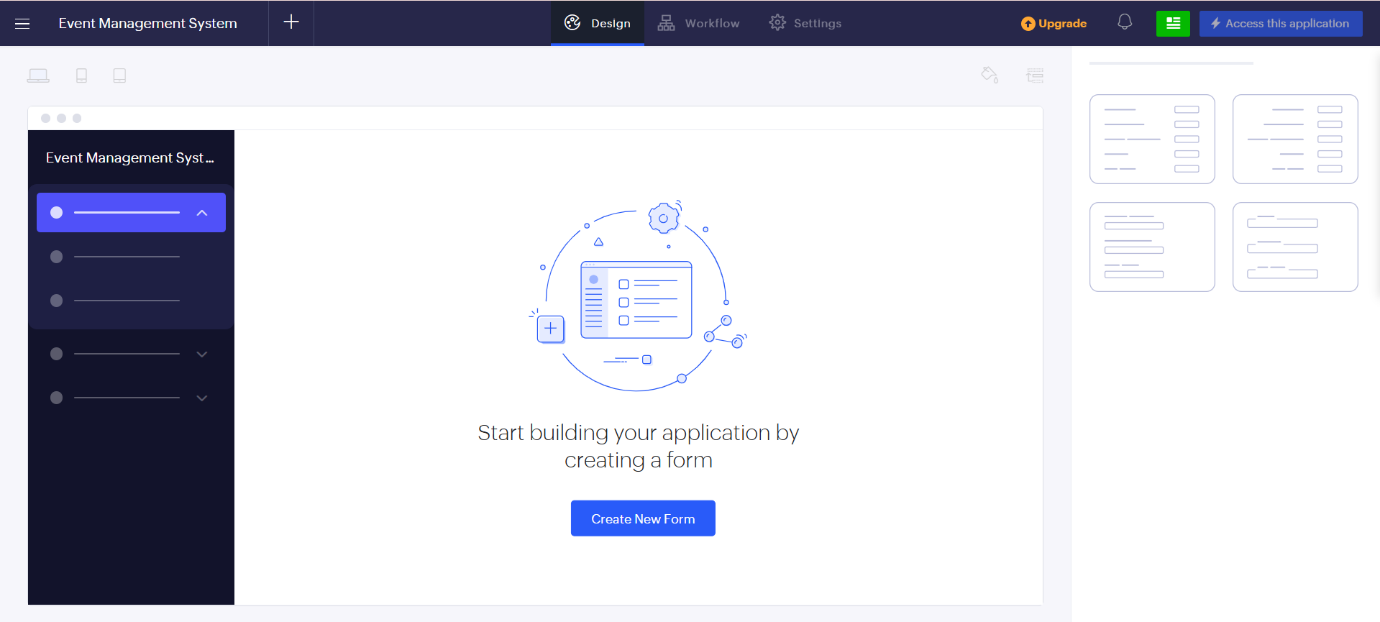 Event Management System
Design
Workflow
Settings
Upgrade
Access this application
Event Management Syst...
Start building your application by
creating a form
Create New Form